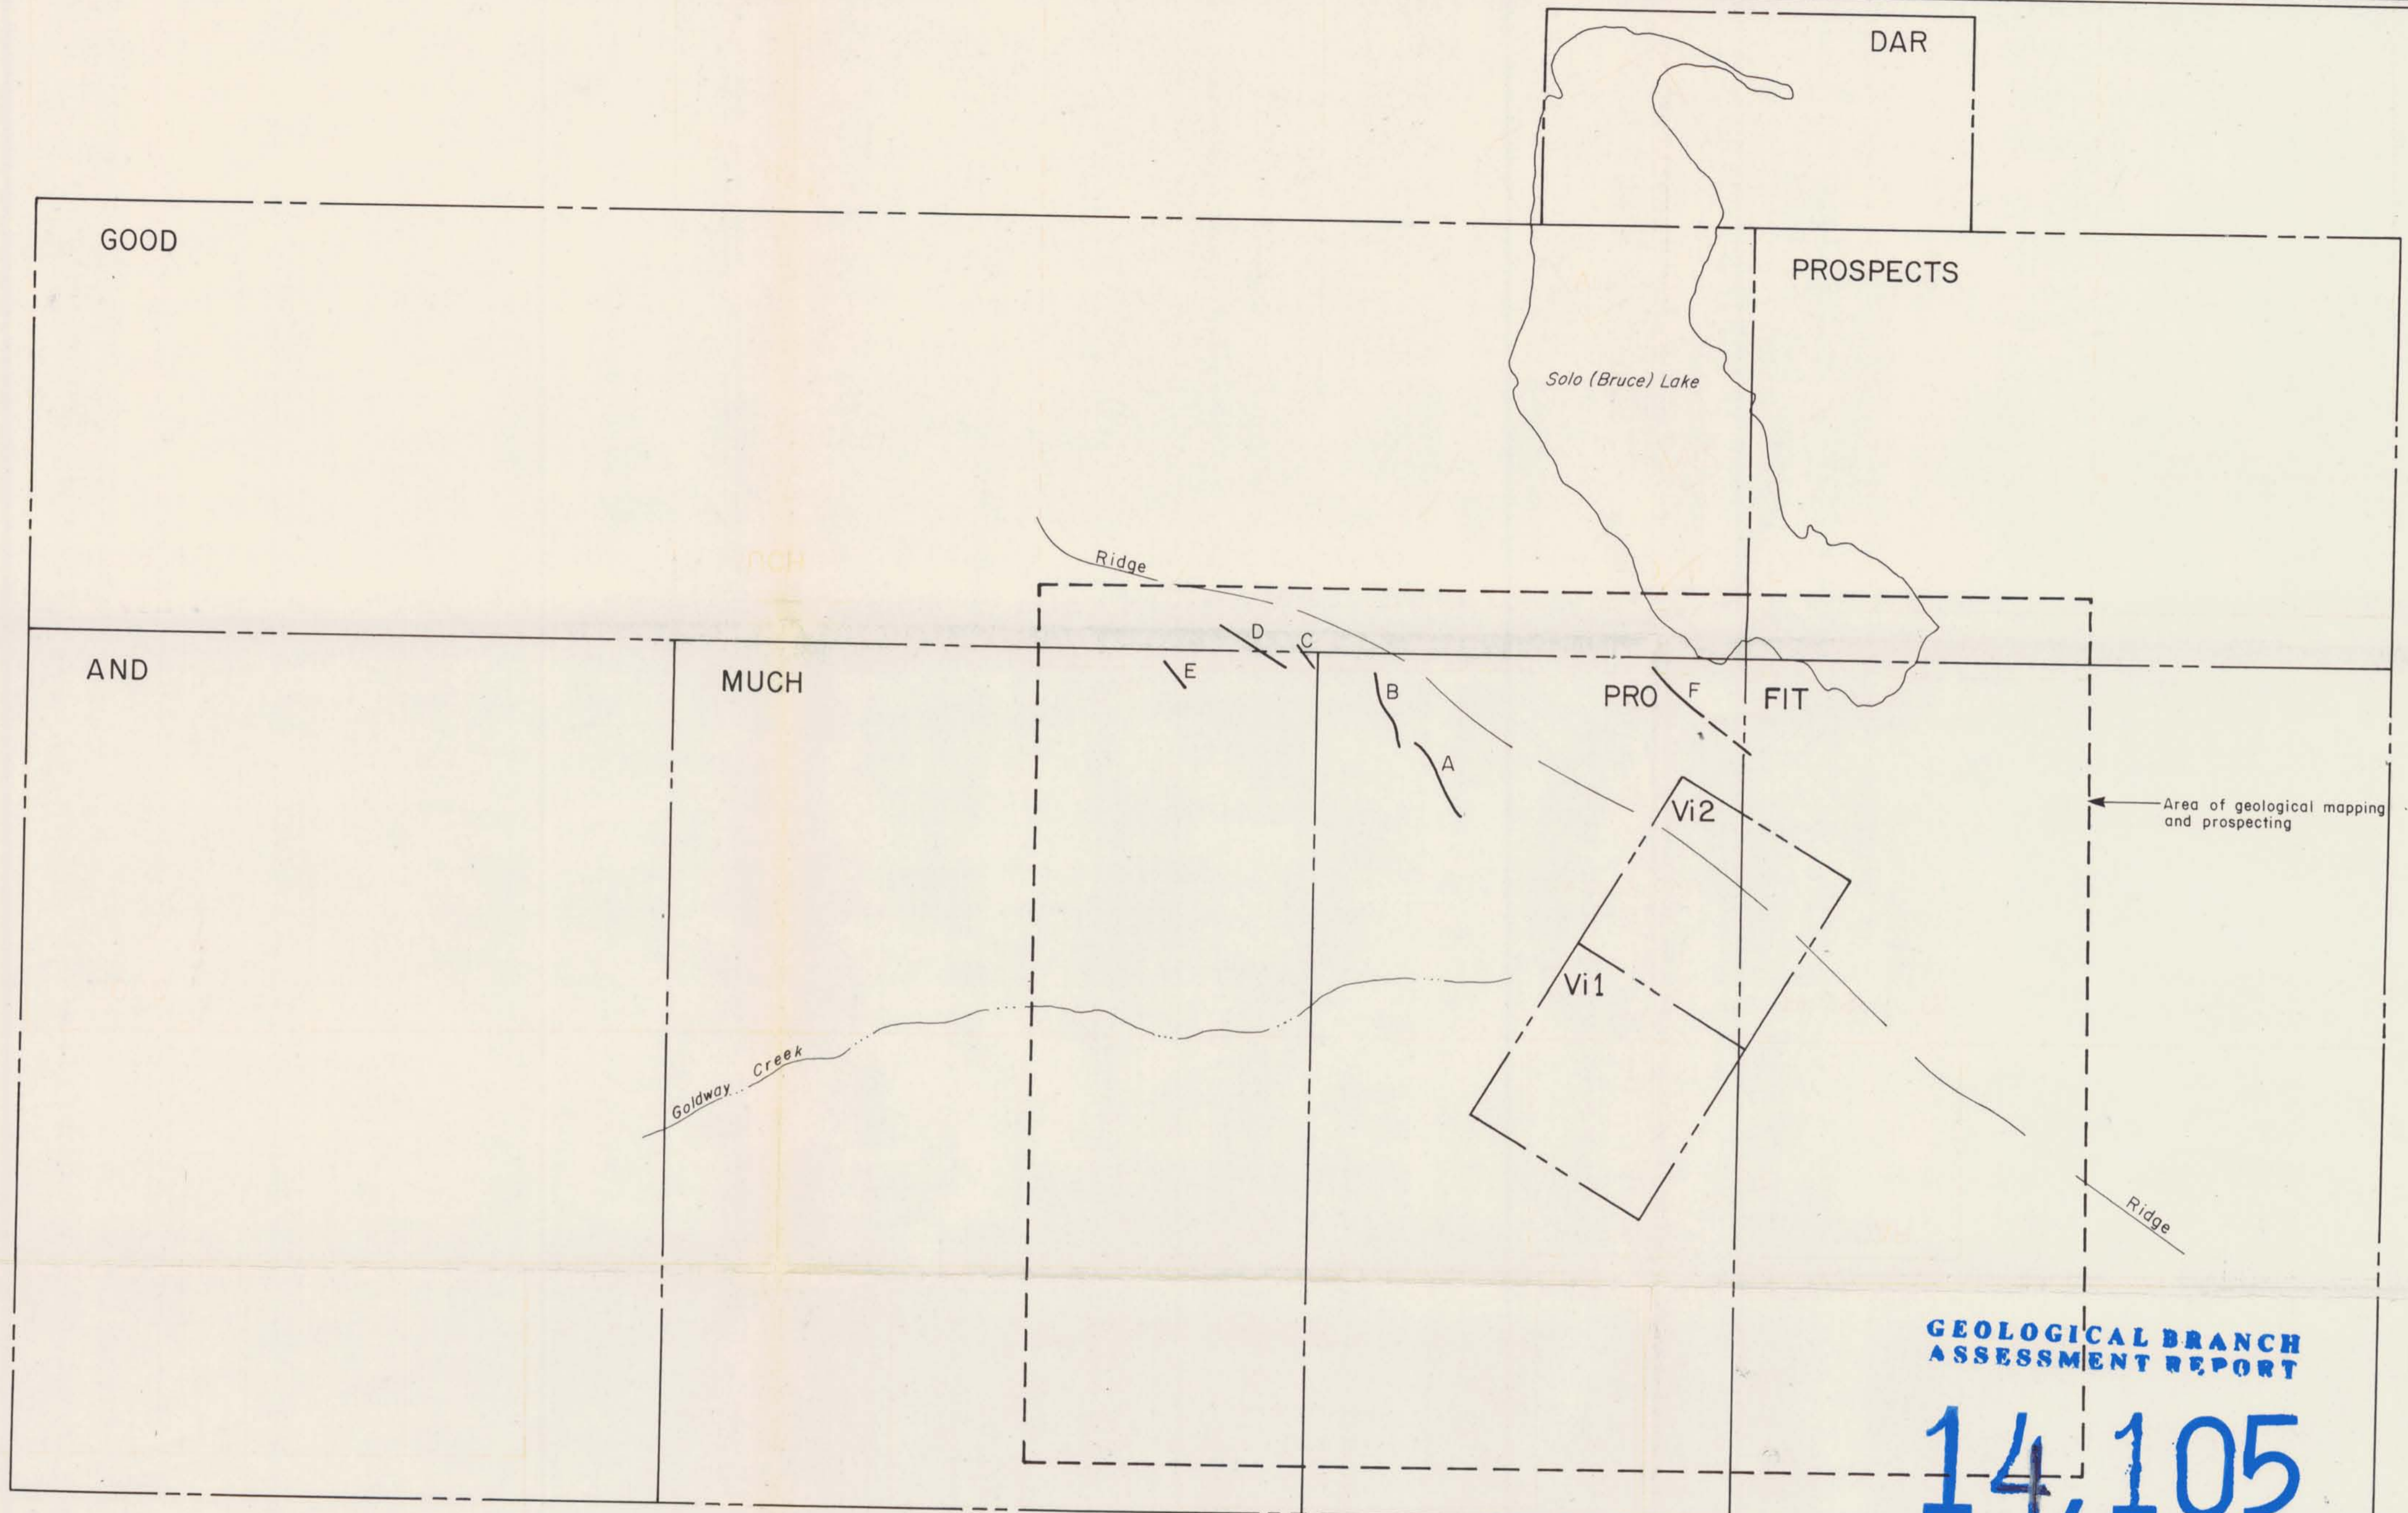 DAR
GOOD
PROSPECTS
Solo (Bruce) Lake
Ridge
AND
MUCH
D
C
E
B
PRO
F
FIT
A
Vi2
Area of geological mapping
and prospecting
Vi1
Goldway Creek
Ridge
GEOLOGICAL BRANCH
ASSESSMENT REPORT
14,105